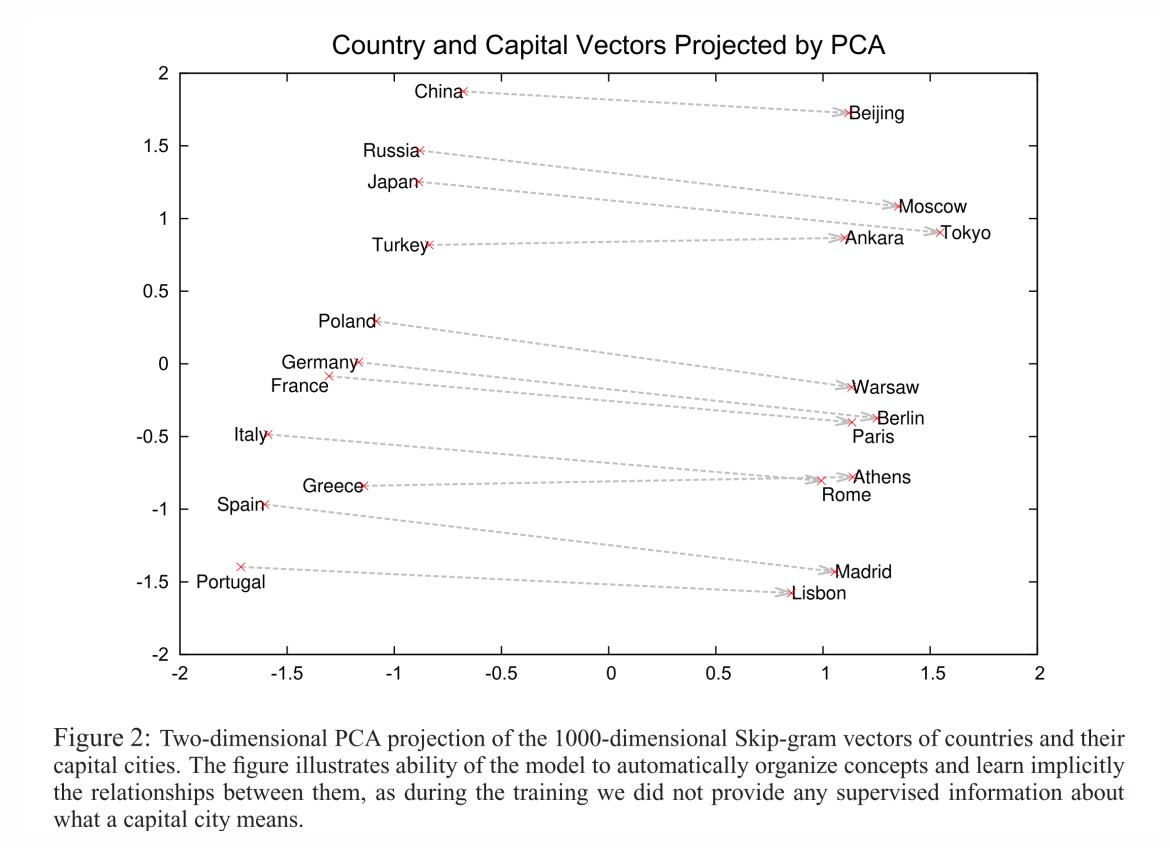 Country and Capital Vectors Projected by PCA
2
China
Beijing
1.5
Russia
Japan
Moscow
1
Tokyo
Turkey
Ankara
0.5
Poland
0
Germany
France
Warsaw
Berlin
-0.5
Italy
Paris
Athens
Greece
Rome
-1
Spain
Madrid
-1.5
Portugal
Lisbon
-2
-2 -1.5 -1 -0.5 0 0.5 1 1.5 2
Figure 2: Two-dimensional PCA projection of the 1000-dimensional Skip-gram vectors of countries and their
capital cities. The figure illustrates ability of the model to automatically organize concepts and learn implicitly
the relationships between them, as during the training we did not provide any supervised information about
what a capital city means.